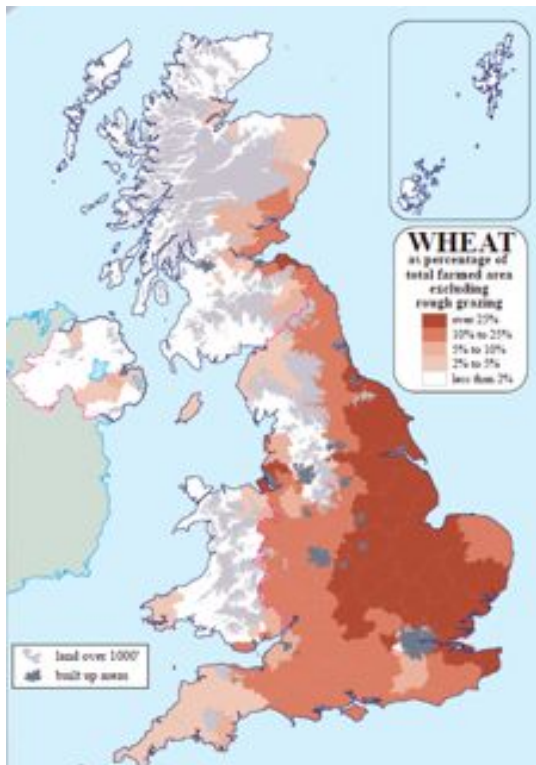 WHEAT
as percentage of
total farmed area
excluding
rough grazing
over 25%
10% to 25%
5% to 10%
2% to 5%
less than 2%
land over 1000'
built up areas